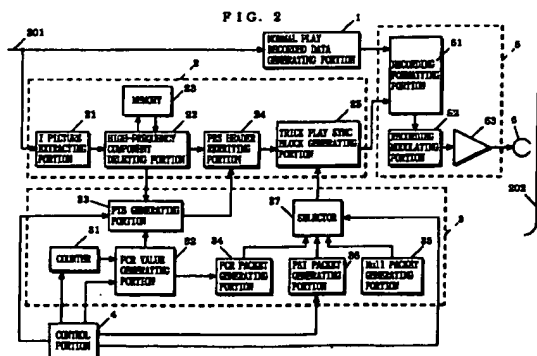 FIG. 2
1
NORMAL PLAY
RECORDED DATA
GENERATING PORTION
201
5
51
RECORDING
FORMATTING
PORTION
2
MEMORY
23
21
I PICTURE
EXTRACTING
PORTION
22
HIGH-FREQUENCY
COMPONENT
DELETING PORTION
24
PES HEADER
REWRITING
PORTION
25
TRICK PLAY SYNC
BLOCK GENERATING
PORTION
52
RECORDING
MODULATING
PORTION
53
6
202
33
PTS GENERATING
PORTION
37
SELECTOR
3
31
COUNTER
32
PCR VALUE
GENERATING
PORTION
34
PCR PACKET
GENERATING
PORTION
36
PAT PACKET
GENERATING
PORTION
35
Null PACKET
GENERATING
PORTION
4
CONTROL
PORTION